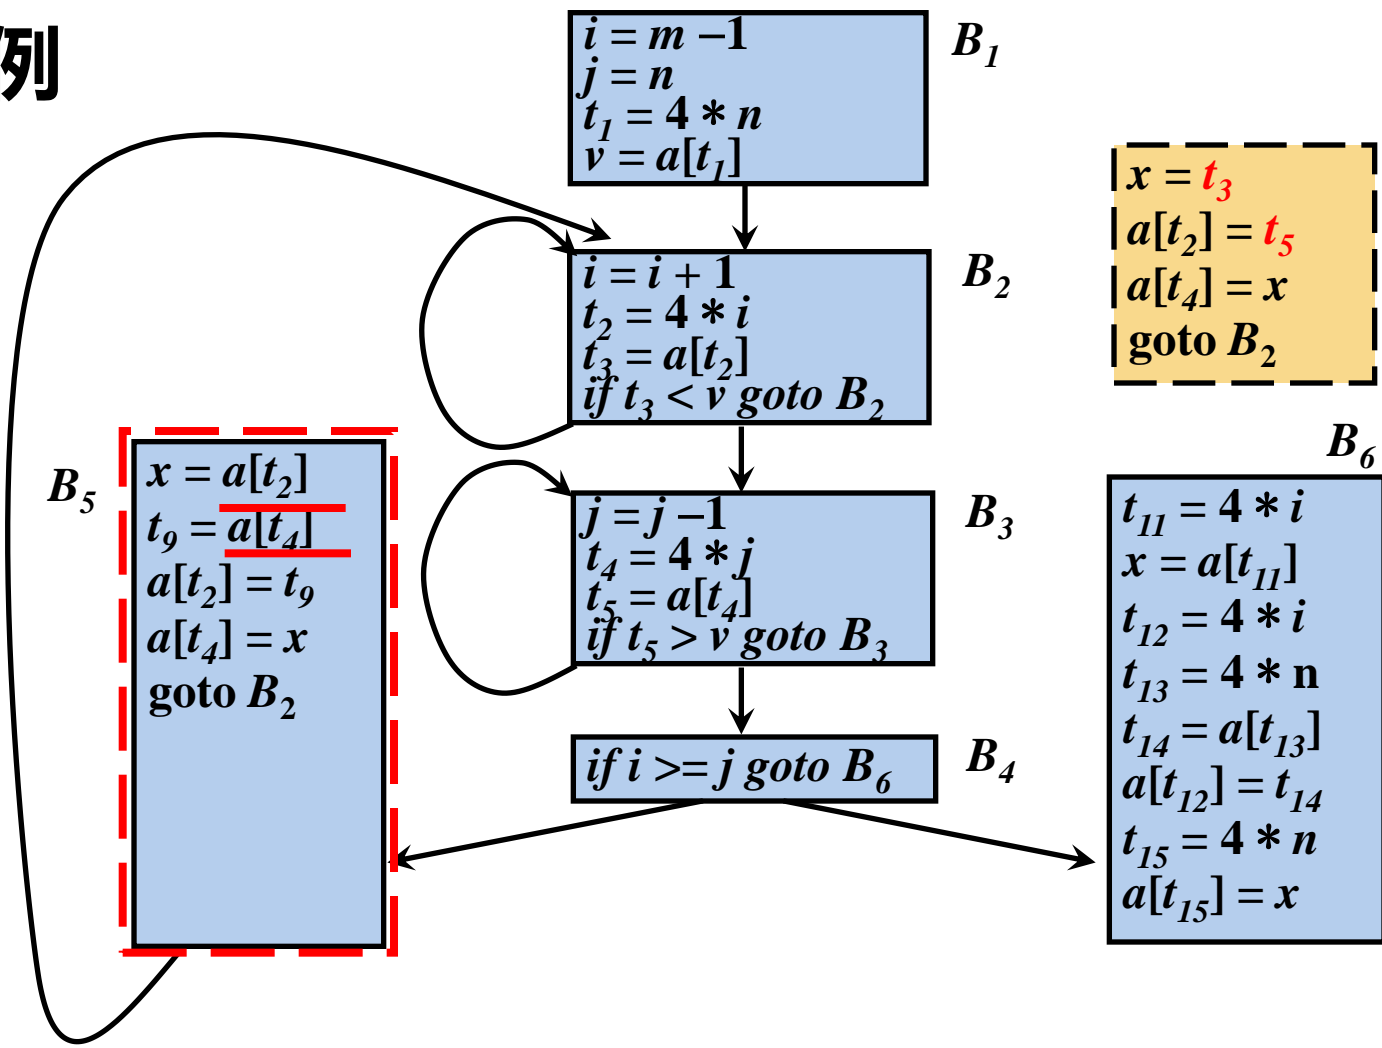 例
i = m −1
j = n
t₁ = 4 * n
v = a[t₁]
B₁
i = i + 1
t₂ = 4 * i
t₃ = a[t₂]
if t₃ < v goto B₂
B₂
x = t₃
a[t₂] = t₅
a[t₄] = x
goto B₂
B₅
x = a[t₂]
t₉ = a[t₄]
a[t₂] = t₉
a[t₄] = x
goto B₂
j = j −1
t₄ = 4 * j
t₅ = a[t₄]
if t₅ > v goto B₃
B₃
if i >= j goto B₆
B₄
B₆
t₁₁ = 4 * i
x = a[t₁₁]
t₁₂ = 4 * i
t₁₃ = 4 * n
t₁₄ = a[t₁₃]
a[t₁₂] = t₁₄
t₁₅ = 4 * n
a[t₁₅] = x